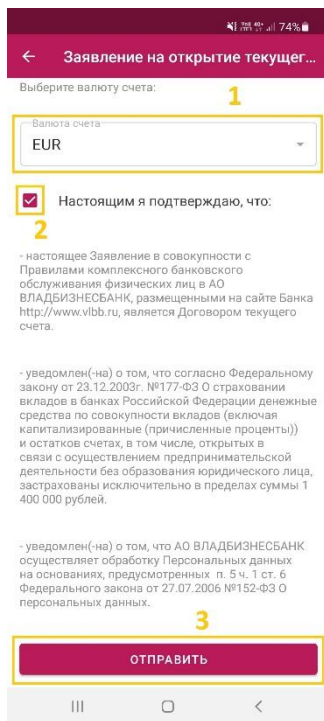 74%
Заявление на открытие текущег...
Выберите валюту счета:
1
Валюта счета
EUR
Настоящим я подтверждаю, что:
2
- настоящее Заявление в совокупности с
Правилами комплексного банковского
обслуживания физических лиц в АО
ВЛАДБИЗНЕСБАНК, размещенными на сайте Банка
http://www.vlbb.ru, является Договором текущего
счета.
- уведомлен(-на) о том, что согласно Федеральному
закону от 23.12.2003г. №177-ФЗ О страховании
вкладов в банках Российской Федерации денежные
средства по совокупности вкладов (включая
капитализированные (причисленные проценты))
и остатков счетах, в том числе, открытых в
связи с осуществлением предпринимательской
деятельности без образования юридического лица,
застрахованы исключительно в пределах суммы 1
400 000 рублей.
- уведомлен(-на) о том, что АО ВЛАДБИЗНЕСБАНК
осуществляет обработку Персональных данных
на основаниях, предусмотренных п. 5 ч. 1 ст. 6
Федерального закона от 27.07.2006 №152-ФЗ О
персональных данных.
3
ОТПРАВИТЬ